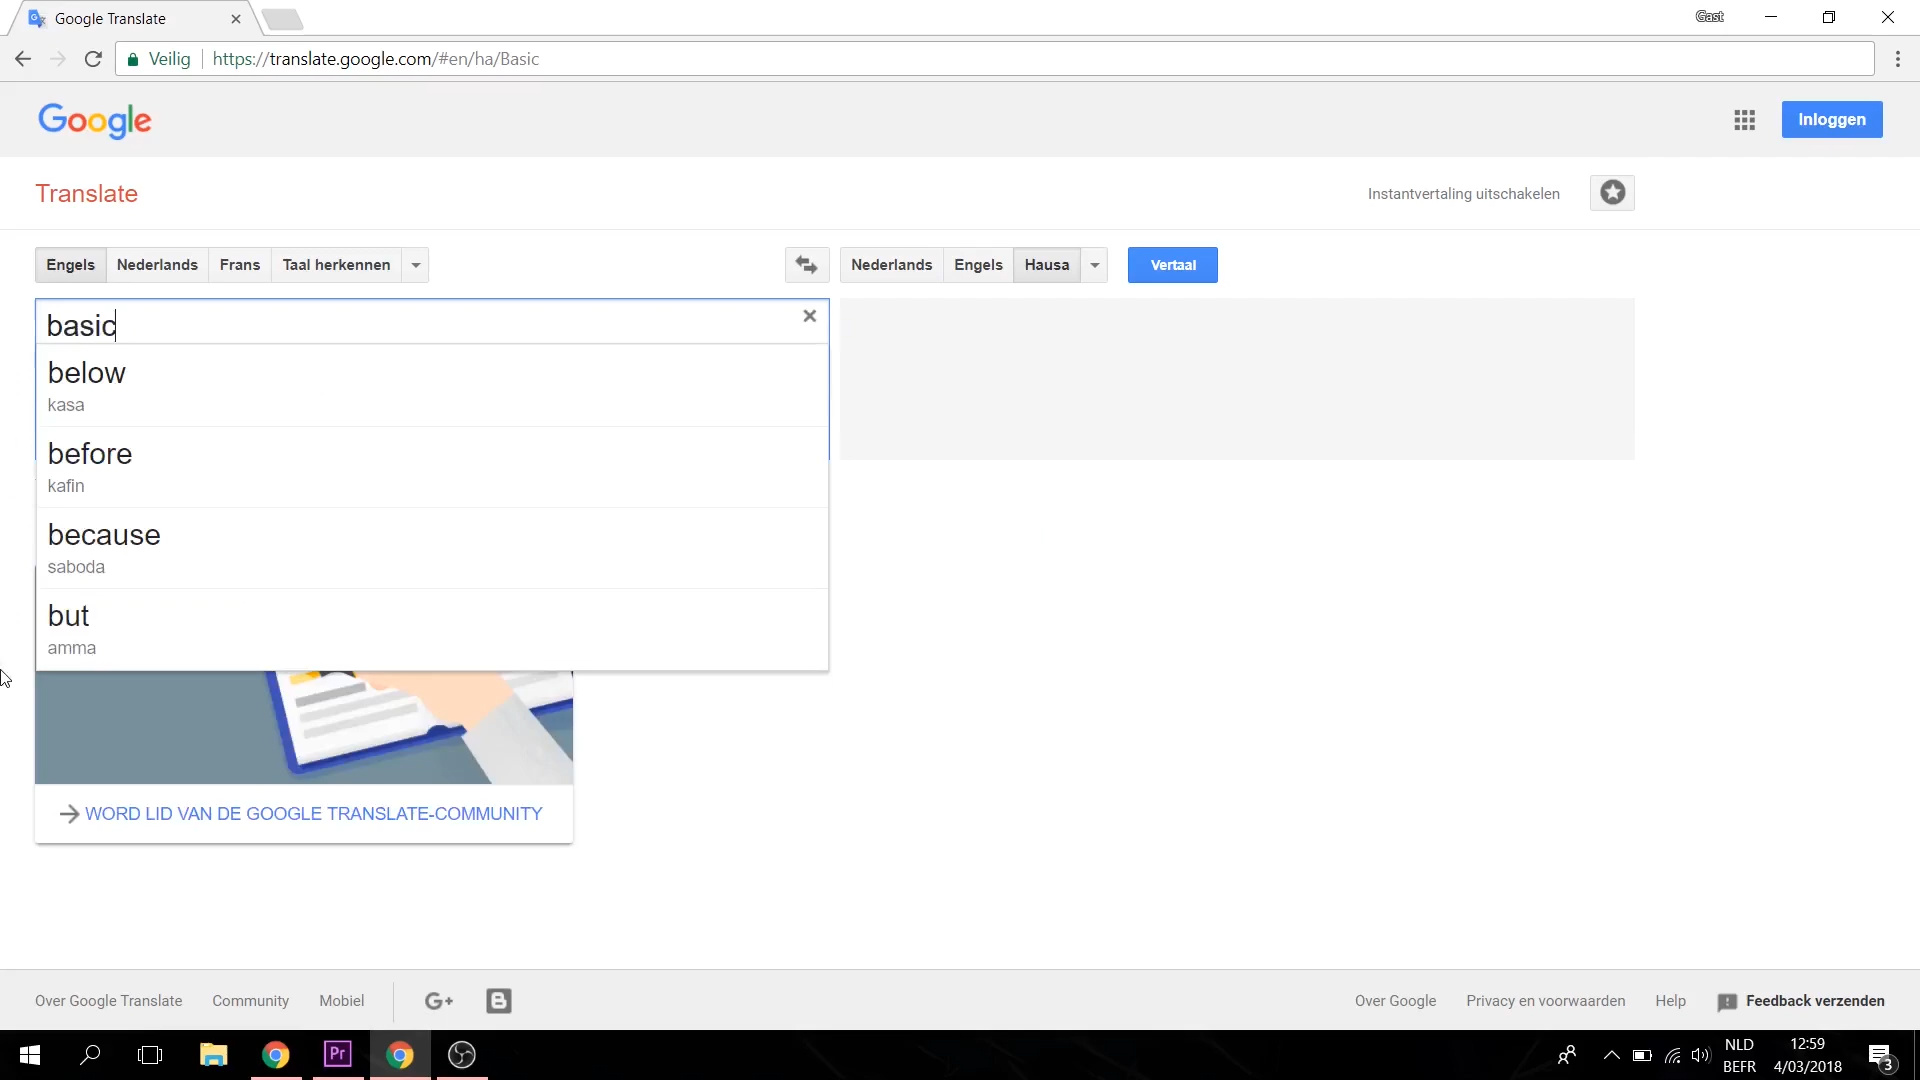 Google Translate
Gast
Veilig
https://translate.google.com/#en/ha/Basic
Google
Inloggen
Translate
Instantvertaling uitschakelen
Engels Nederlands Frans Taal herkennen
Nederlands Engels Hausa
Vertaal
basic
below
kasa
before
kafin
because
saboda
but
amma
WORD LID VAN DE GOOGLE TRANSLATE-COMMUNITY
Over Google Translate Community Mobiel G+
Over Google Privacy en voorwaarden Help Feedback verzenden
Pr
NLD
BEFR
12:59
4/03/2018
3